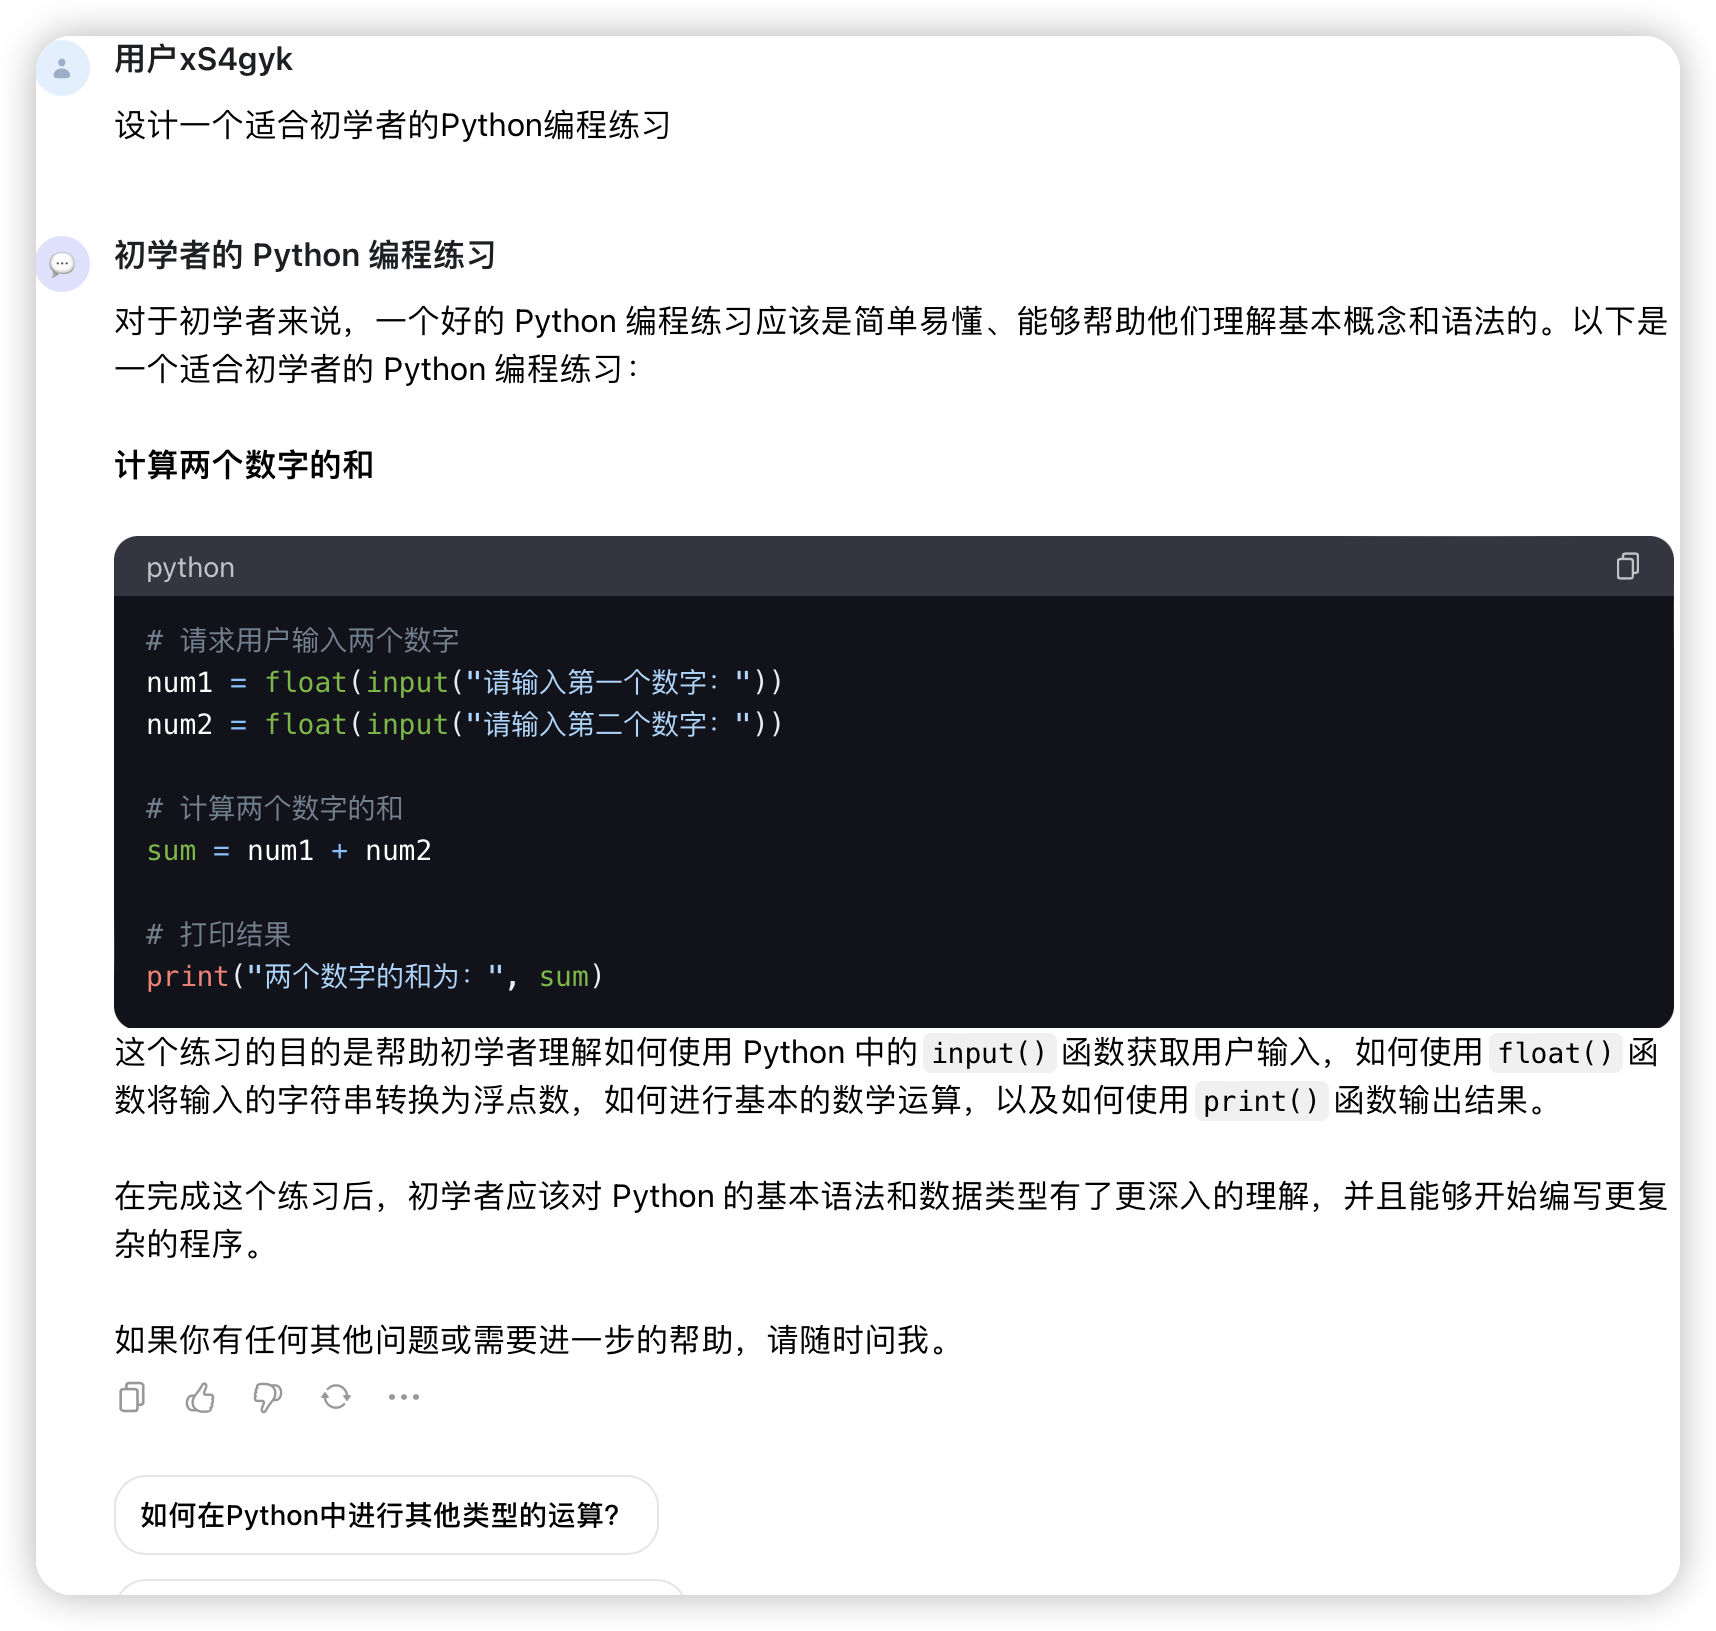 用户xS4gyk
设计一个适合初学者的Python编程练习
初学者的 Python 编程练习
对于初学者来说，一个好的 Python 编程练习应该是简单易懂、能够帮助他们理解基本概念和语法的。以下是
一个适合初学者的 Python 编程练习：
计算两个数字的和
python
# 请求用户输入两个数字
num1 = float(input("请输入第一个数字："))
num2 = float(input("请输入第二个数字："))
# 计算两个数字的和
sum = num1 + num2
# 打印结果
print("两个数字的和为：", sum)
这个练习的目的是帮助初学者理解如何使用 Python 中的 input() 函数获取用户输入，如何使用 float() 函
数将输入的字符串转换为浮点数，如何进行基本的数学运算，以及如何使用 print() 函数输出结果。
在完成这个练习后，初学者应该对 Python 的基本语法和数据类型有了更深入的理解，并且能够开始编写更复
杂的程序。
如果你有任何其他问题或需要进一步的帮助，请随时问我。
如何在Python中进行其他类型的运算?